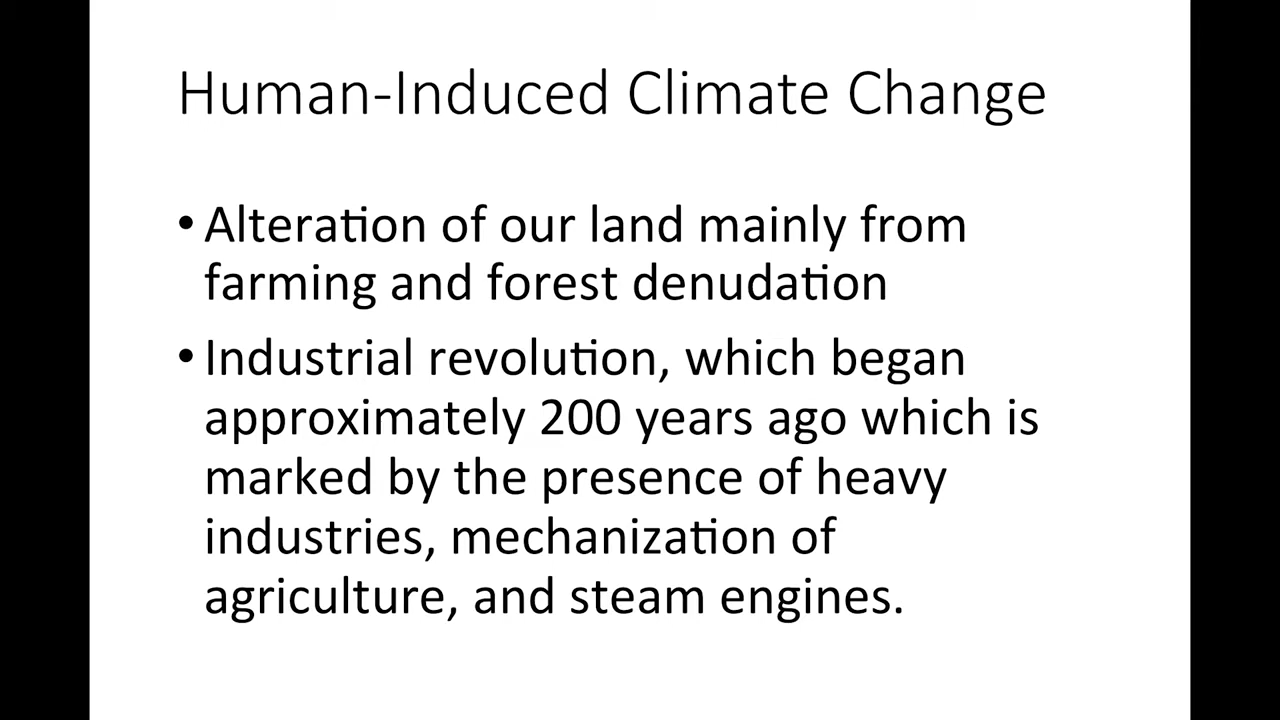 Human-Induced Climate Change
• Alteration of our land mainly from
farming and forest denudation
• Industrial revolution, which began
approximately 200 years ago which is
marked by the presence of heavy
industries, mechanization of
agriculture, and steam engines.